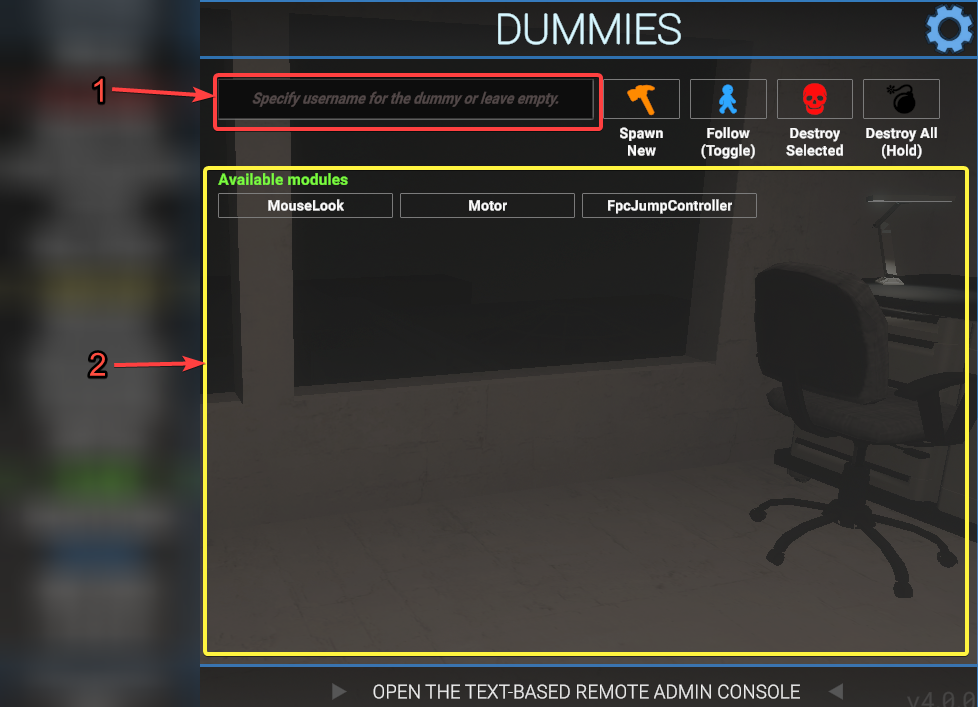 DUMMIES
1
Specify username for the dummy or leave empty.
Spawn
New
Follow
(Toggle)
Destroy
Selected
Destroy All
(Hold)
Available modules
MouseLook
Motor
FpcJumpController
2
OPEN THE TEXT-BASED REMOTE ADMIN CONSOLE
v4.0.0